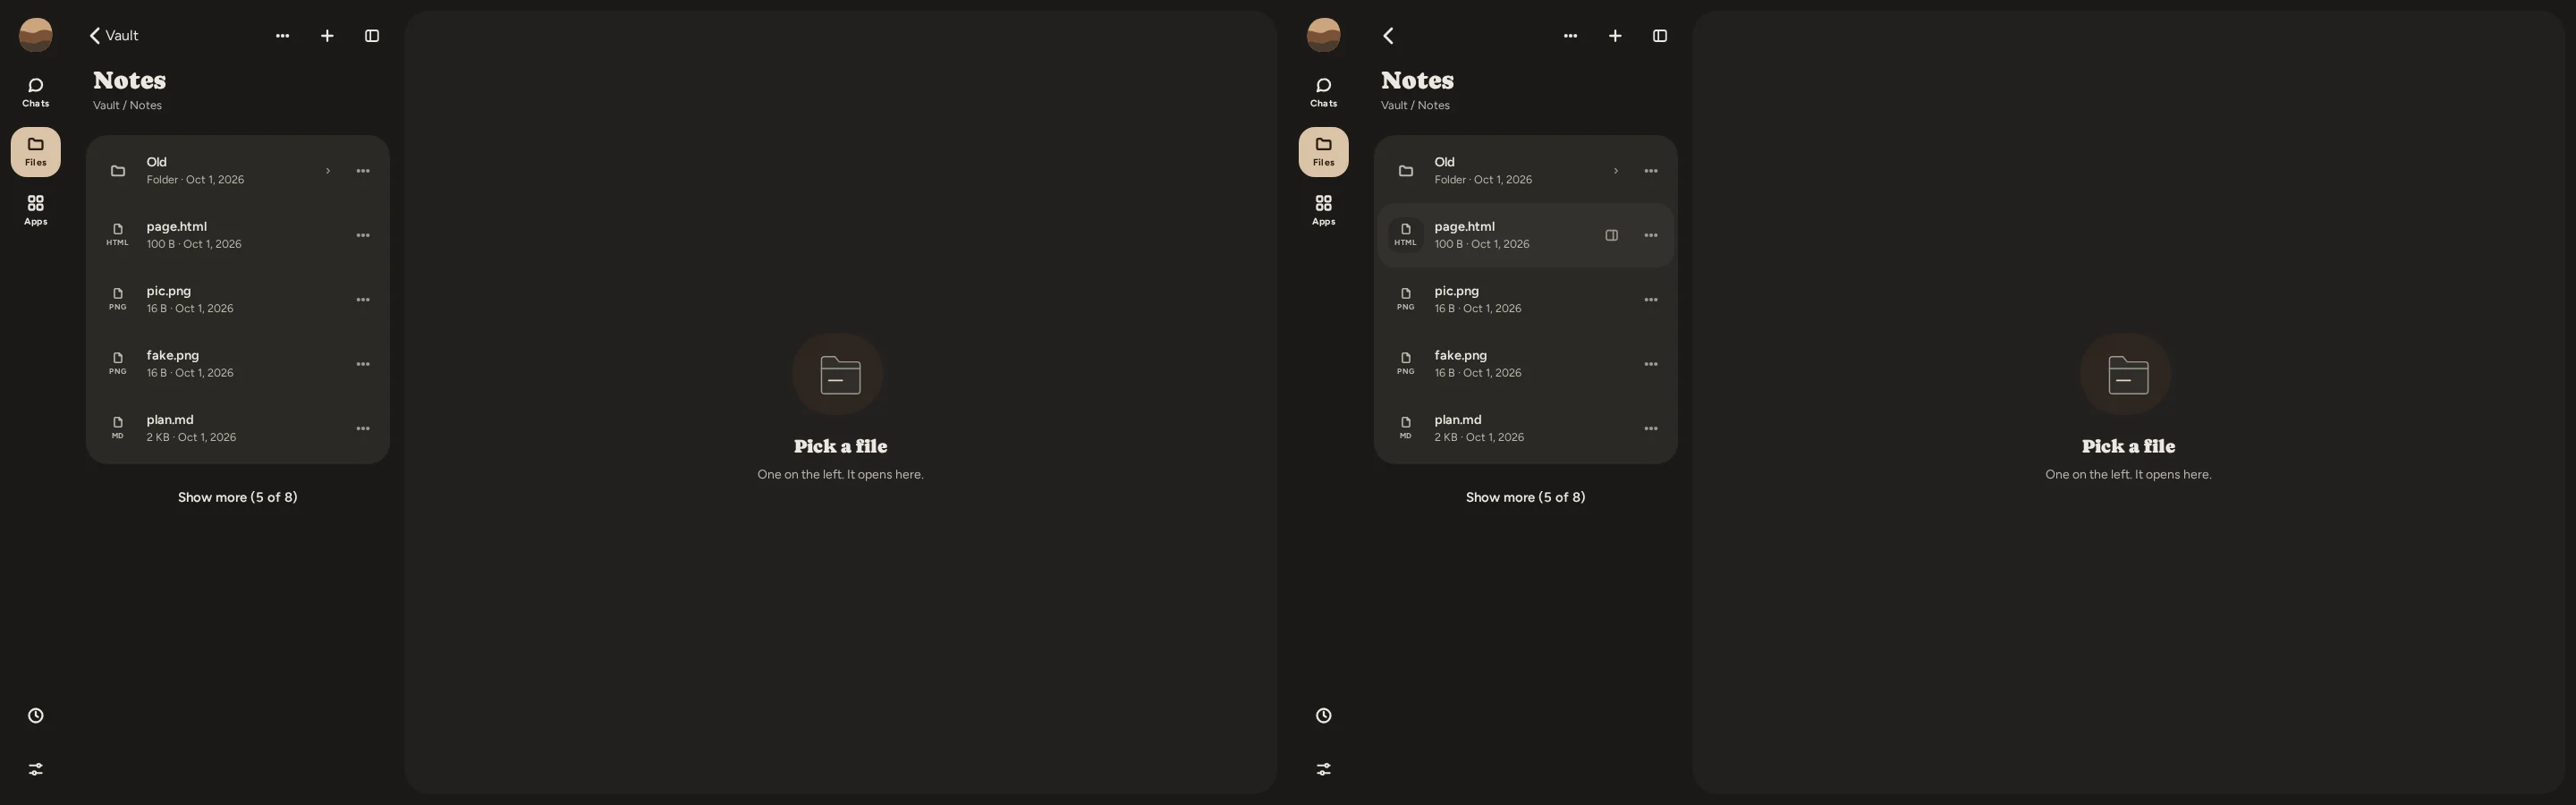 Vault
Notes
Vault / Notes
Chats
Files
Apps
Old
Folder · Oct 1, 2026
HTML
page.html
100 B · Oct 1, 2026
PNG
pic.png
16 B · Oct 1, 2026
PNG
fake.png
16 B · Oct 1, 2026
MD
plan.md
2 KB · Oct 1, 2026
Show more (5 of 8)
Pick a file
One on the left. It opens here.
Notes
Vault / Notes
Chats
Files
Apps
Old
Folder · Oct 1, 2026
HTML
page.html
100 B · Oct 1, 2026
PNG
pic.png
16 B · Oct 1, 2026
PNG
fake.png
16 B · Oct 1, 2026
MD
plan.md
2 KB · Oct 1, 2026
Show more (5 of 8)
Pick a file
One on the left. It opens here.